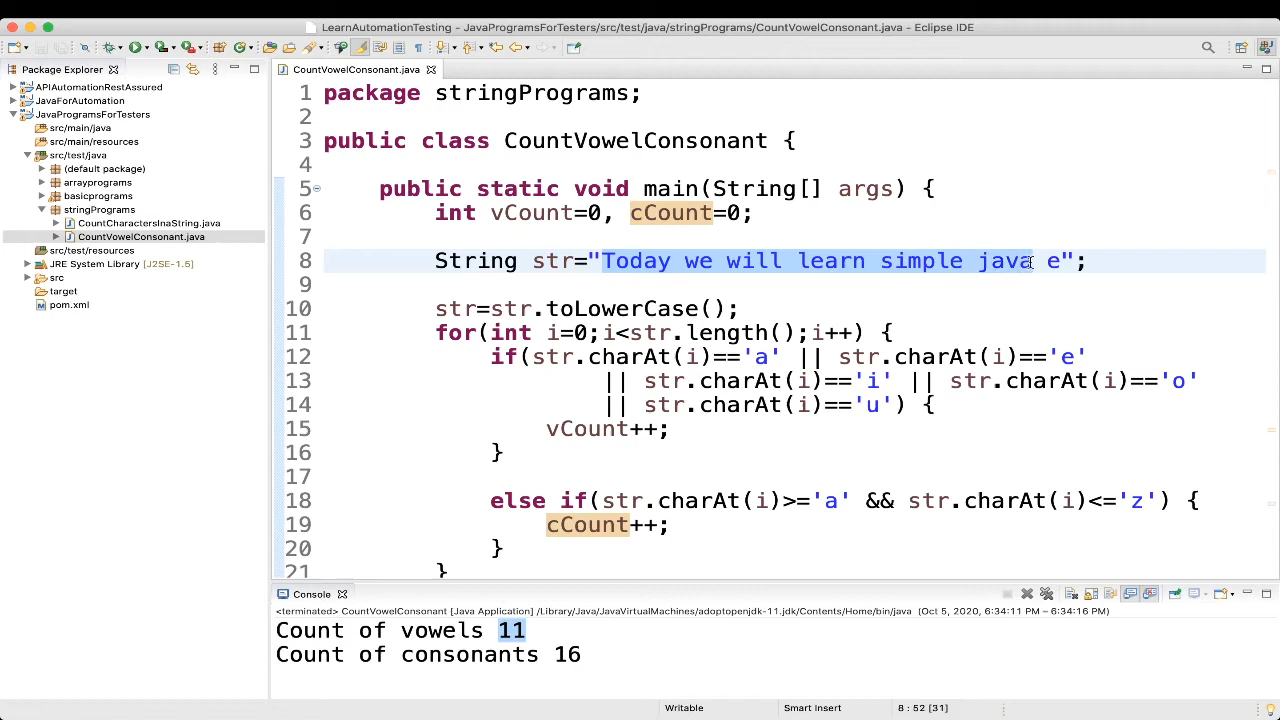 LearnAutomationTesting - JavaProgramsForTesters/src/test/java/stringPrograms/CountVowelConsonant.java - Eclipse IDE
Package Explorer
APIAutomationRestAssured
JavaForAutomation
JavaProgramsForTesters
src/main/java
src/main/resources
src/test/java
(default package)
arrayprograms
basicprograms
stringPrograms
CountCharactersInaString.java
CountVowelConsonant.java
src/test/resources
JRE System Library [J2SE-1.5]
src
target
pom.xml
CountVowelConsonant.java
1 package stringPrograms;
2
3 public class CountVowelConsonant {
4
5 public static void main(String[] args) {
6 int vCount=0, cCount=0;
7
8 String str="Today we will learn simple java e";
9
10 str=str.toLowerCase();
11 for(int i=0;i<str.length();i++) {
12 if(str.charAt(i)=='a' || str.charAt(i)=='e'
13 || str.charAt(i)=='i' || str.charAt(i)=='o'
14 || str.charAt(i)=='u') {
15 vCount++;
16 }
17
18 else if(str.charAt(i)>='a' && str.charAt(i)<='z') {
19 cCount++;
20 }
21 }
Console
<terminated> CountVowelConsonant [Java Application] /Library/Java/JavaVirtualMachines/adoptopenjdk-11.jdk/Contents/Home/bin/java (Oct 5, 2020, 6:34:11 PM – 6:34:16 PM)
Count of vowels 11
Count of consonants 16
Writable Smart Insert 8 : 52 [31]